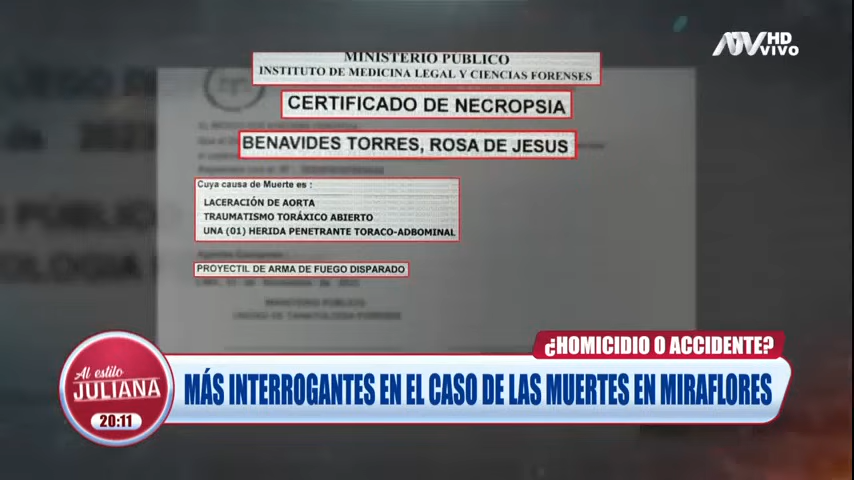 ATV HD
VIVO
MINISTERIO PÚBLICO
INSTITUTO DE MEDICINA LEGAL Y CIENCIAS FORENSES
CERTIFICADO DE NECROPSIA
BENAVIDES TORRES, ROSA DE JESUS
Cuya causa de Muerte es :
LACERACIÓN DE AORTA
TRAUMATISMO TORÁXICO ABIERTO
UNA (01) HERIDA PENETRANTE TORACO-ADBOMINAL
PROYECTIL DE ARMA DE FUEGO DISPARADO
¿HOMICIDIO O ACCIDENTE?
Al estilo
JULIANA
20:11
MÁS INTERROGANTES EN EL CASO DE LAS MUERTES EN MIRAFLORES